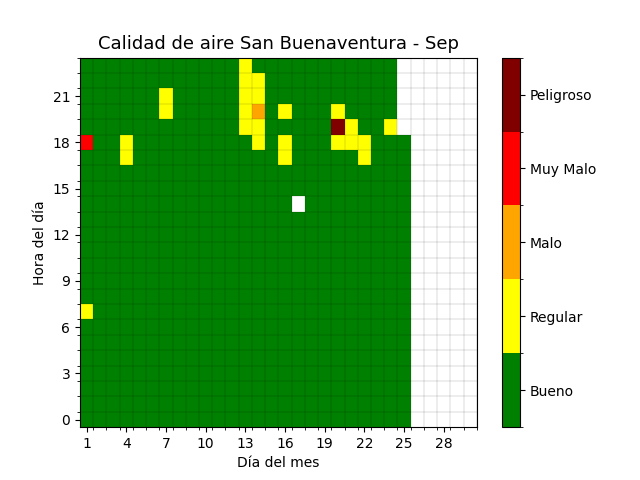 Calidad de aire San Buenaventura - Sep
21
18
15
12
9
6
3
0
Hora del día
1 4 7 10 13 16 19 22 25 28
Día del mes
Peligroso
Muy Malo
Malo
Regular
Bueno